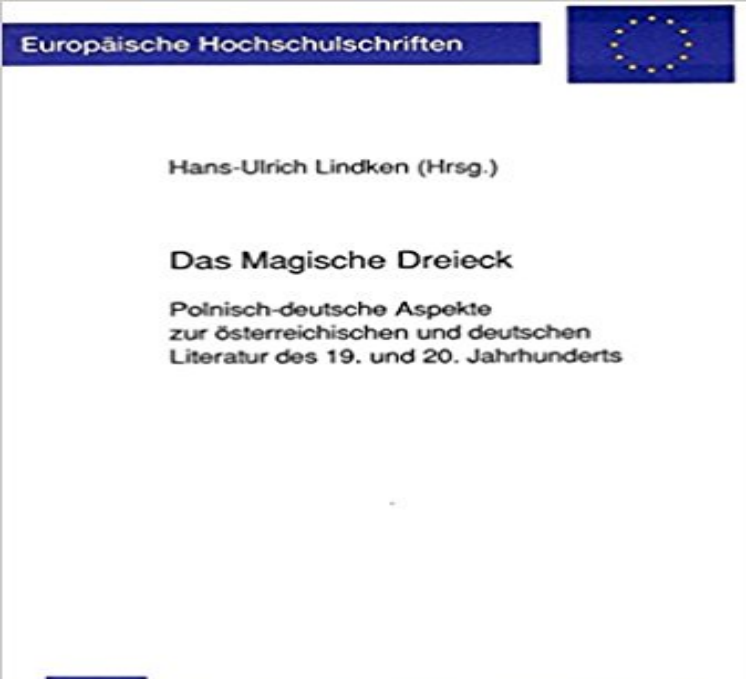 Europäische Hochschulschriften
Hans-Ulrich Lindken (Hrsg.)
Das Magische Dreieck
Polnisch-deutsche Aspekte
zur österreichischen und deutschen
Literatur des 19. und 20. Jahrhunderts